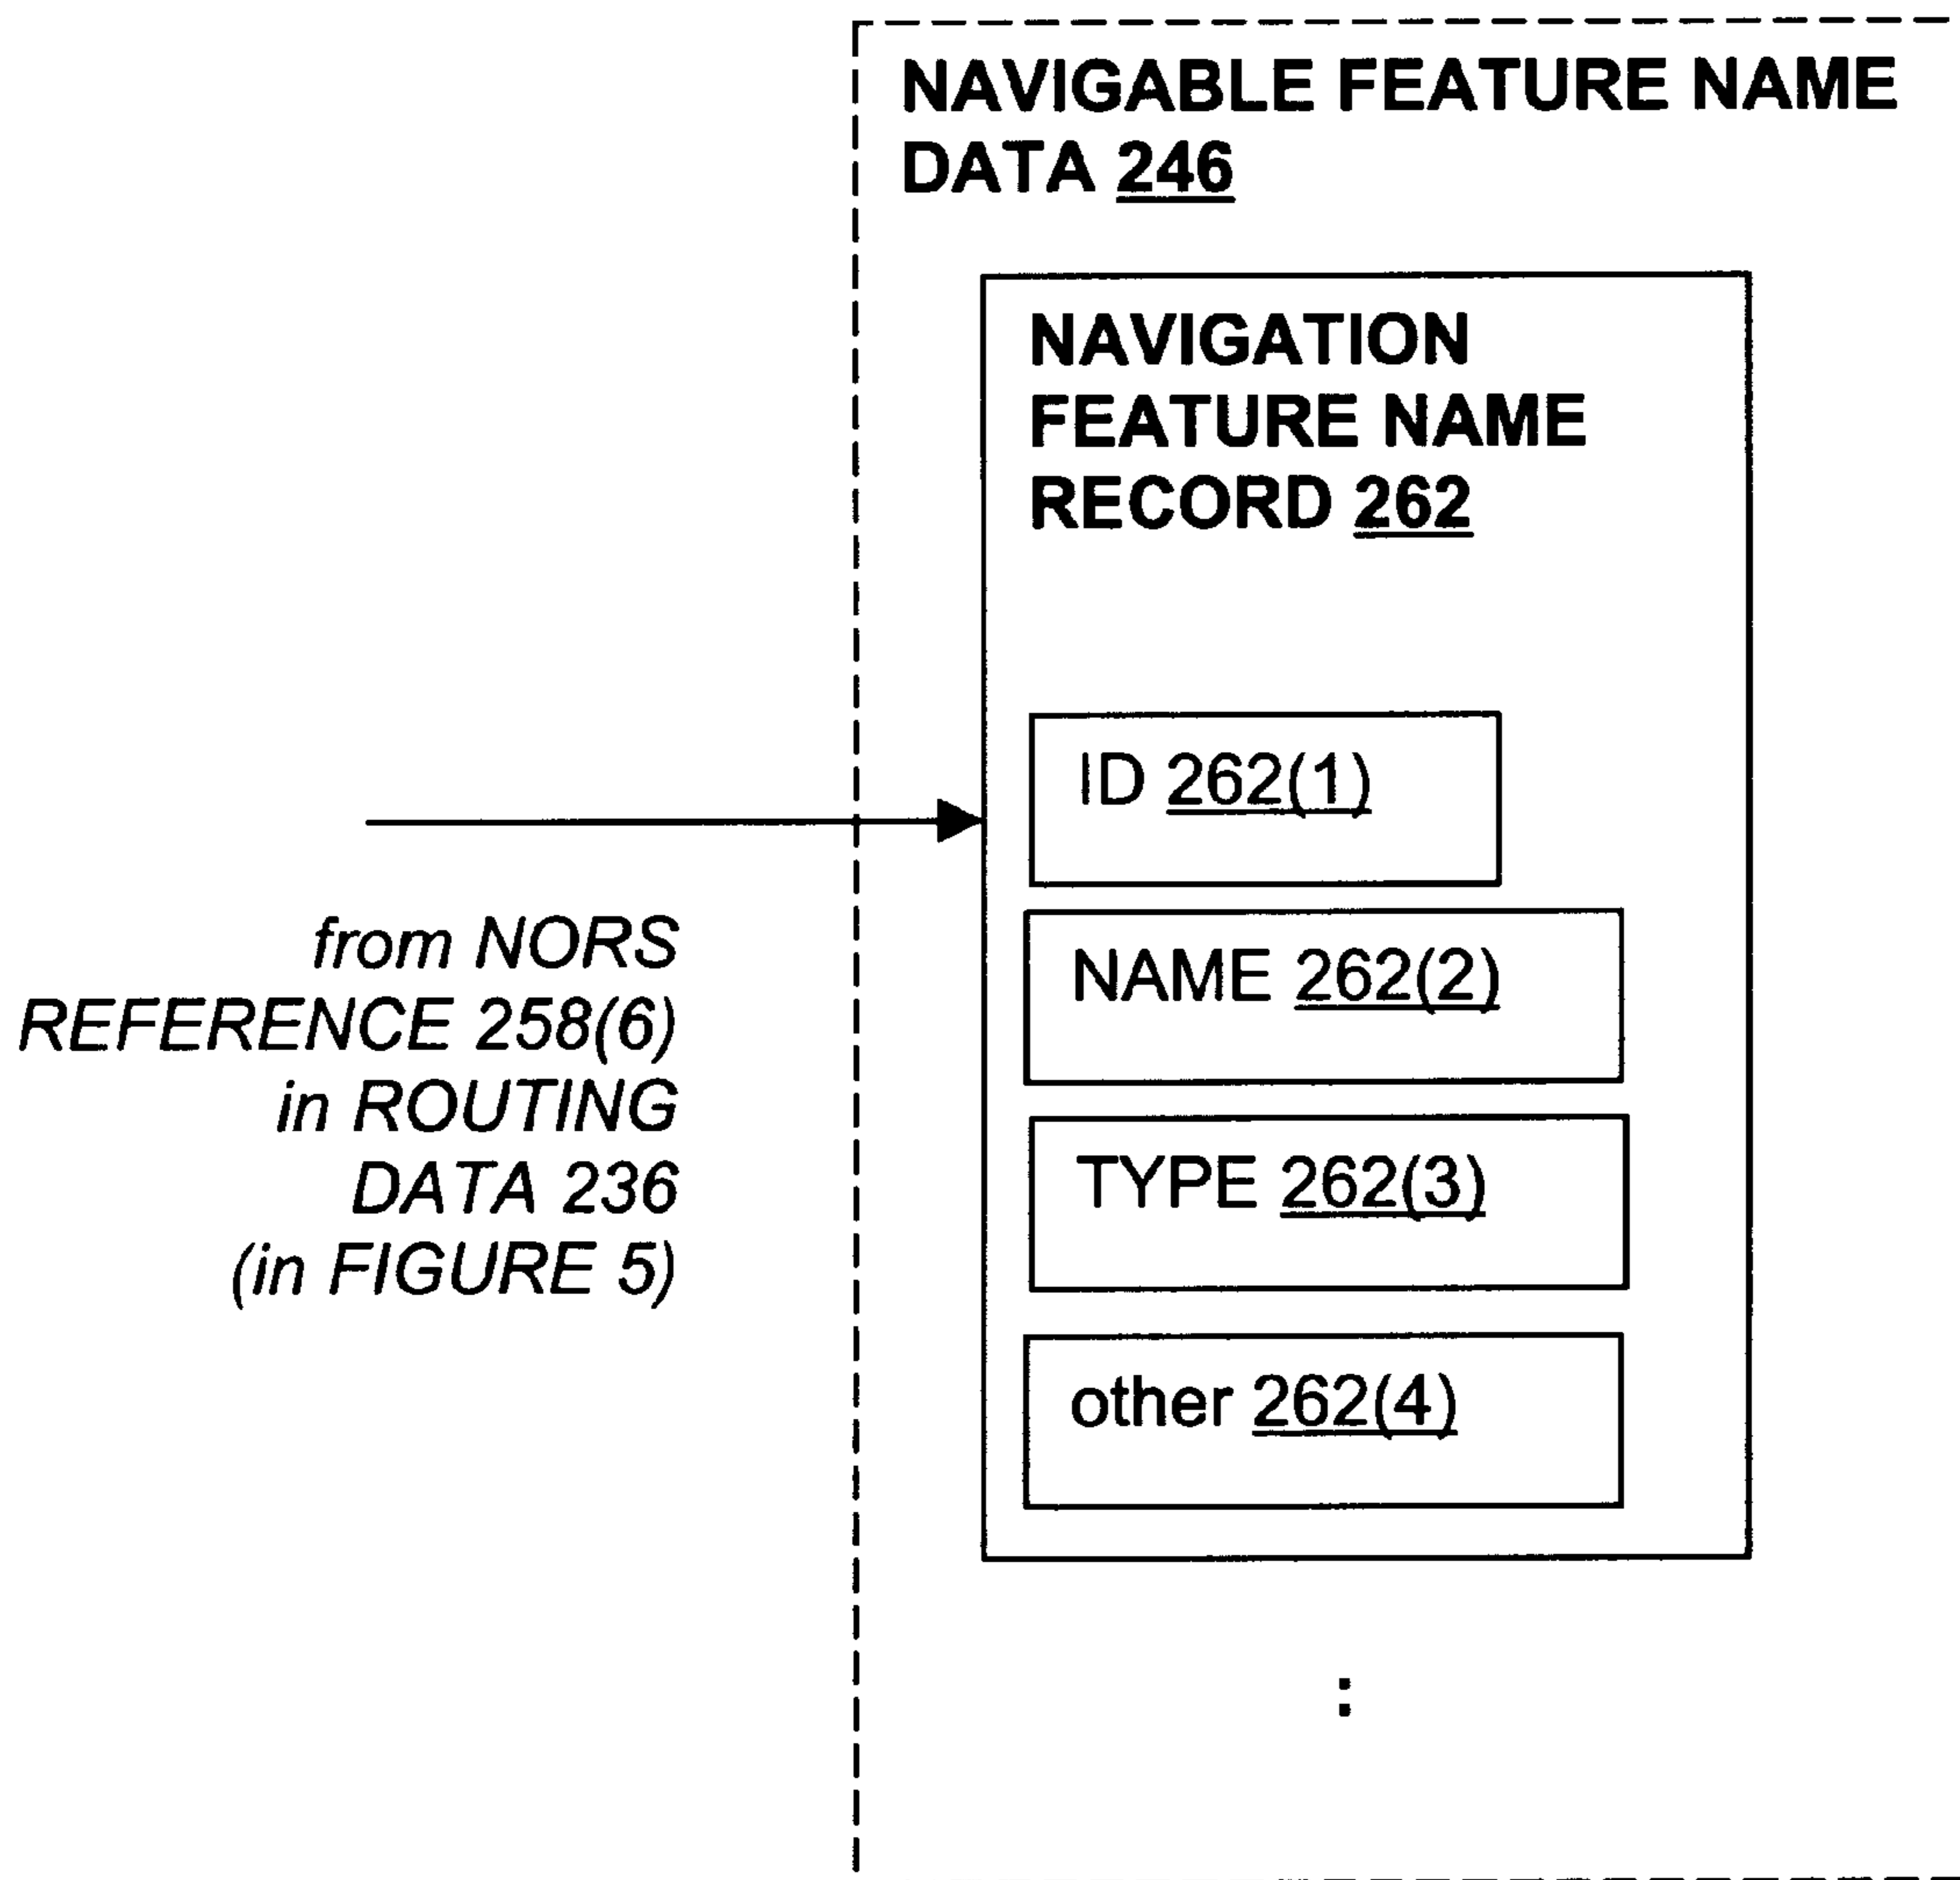 NAVIGABLE FEATURE NAME
DATA 246
NAVIGATION
FEATURE NAME
RECORD 262
ID 262(1)
NAME 262(2)
TYPE 262(3)
other 262(4)
:
from NORS
REFERENCE 258(6)
in ROUTING
DATA 236
(in FIGURE 5)